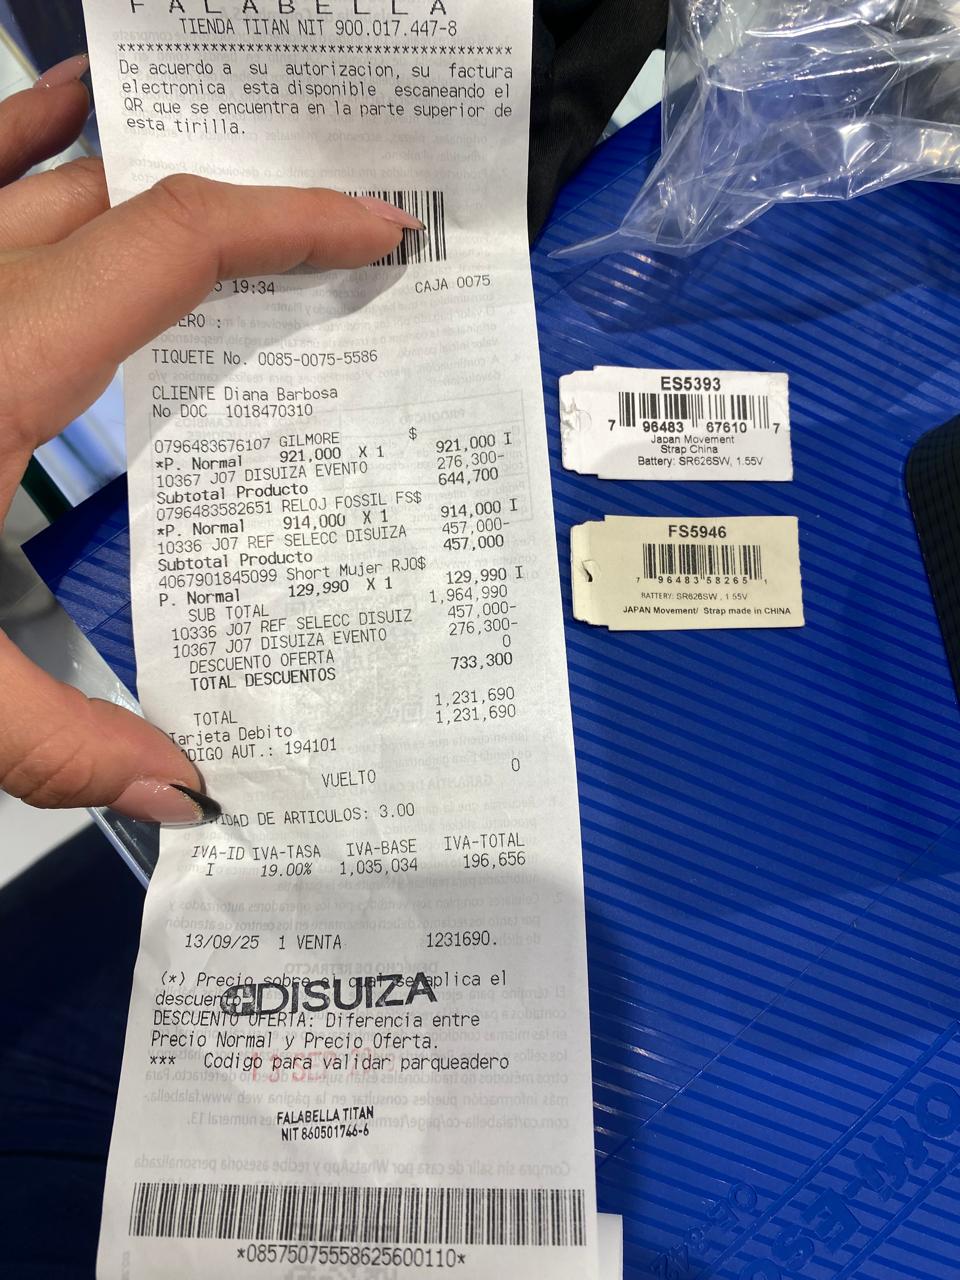 FALABELLA
TIENDA TITAN NIT 900.017.447-8
******************************************
De acuerdo a su autorizacion, su factura
electronica esta disponible escaneando el
QR que se encuentra en la parte superior de
esta tirilla.
19:34 CAJA 0075
TIQUETE No. 0085-0075-5586
CLIENTE Diana Barbosa
No DOC 1018470310
0796483676107 GILMORE $ 921,000 I
*P. Normal 921,000 X 1
10367 J07 DISUIZA EVENTO 276,300-
Subtotal Producto 644,700
0796483582651 RELOJ FOSSIL FS$ 914,000 I
*P. Normal 914,000 X 1
10336 J07 REF SELECC DISUIZA 457,000-
Subtotal Producto 457,000
4067901845099 Short Mujer RJ0$ 129,990 I
P. Normal 129,990 X 1
SUB TOTAL 1,964,990
10336 J07 REF SELECC DISUIZ 457,000-
10367 J07 DISUIZA EVENTO 276,300-
DESCUENTO OFERTA 0
TOTAL DESCUENTOS 733,300
TOTAL 1,231,690
Tarjeta Debito 1,231,690
DIGO AUT.: 194101
VUELTO 0
DAD DE ARTICULOS: 3.00
IVA-ID IVA-TASA IVA-BASE IVA-TOTAL
I 19.00% 1,035,034 196,656
13/09/25 1 VENTA 1231690.
(*) Precio sobre el cual se aplica el
descuento
DISUIZA
DESCUENTO OFERTA: Diferencia entre
Precio Normal y Precio Oferta.
*** Codigo para validar parqueadero
FALABELLA TITAN
NIT 860501746-6
*08575075558625600110*
ES5393
7 96483 67610 7
Japan Movement
Strap China
Battery: SR626SW, 1.55V
FS5946
7 96483 58265 1
BATTERY: SR626SW , 1.55V
JAPAN Movement/ Strap made in CHINA